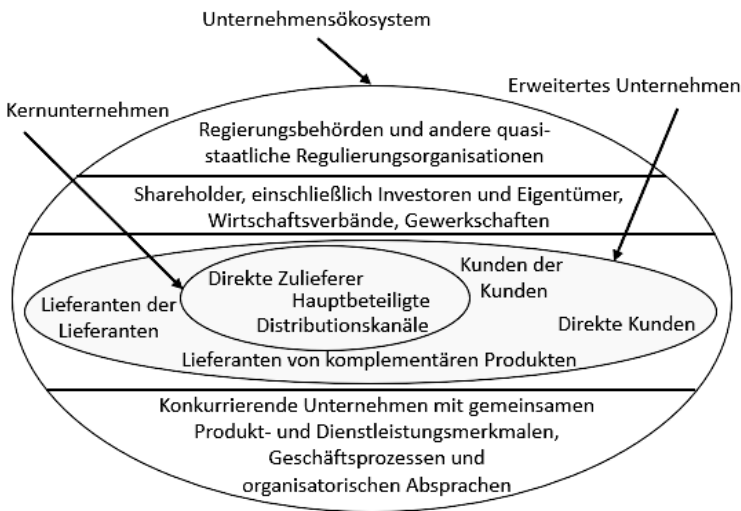 Unternehmensökosystem
Erweitertes Unternehmen
Kernunternehmen
Regierungsbehörden und andere quasi-
staatliche Regulierungsorganisationen
Shareholder, einschließlich Investoren und Eigentümer,
Wirtschaftsverbände, Gewerkschaften
Direkte Zulieferer
Hauptbeteiligte
Distributionskanäle
Kunden der
Kunden
Lieferanten der
Lieferanten
Direkte Kunden
Lieferanten von komplementären Produkten
Konkurrierende Unternehmen mit gemeinsamen
Produkt- und Dienstleistungsmerkmalen,
Geschäftsprozessen und
organisatorischen Absprachen